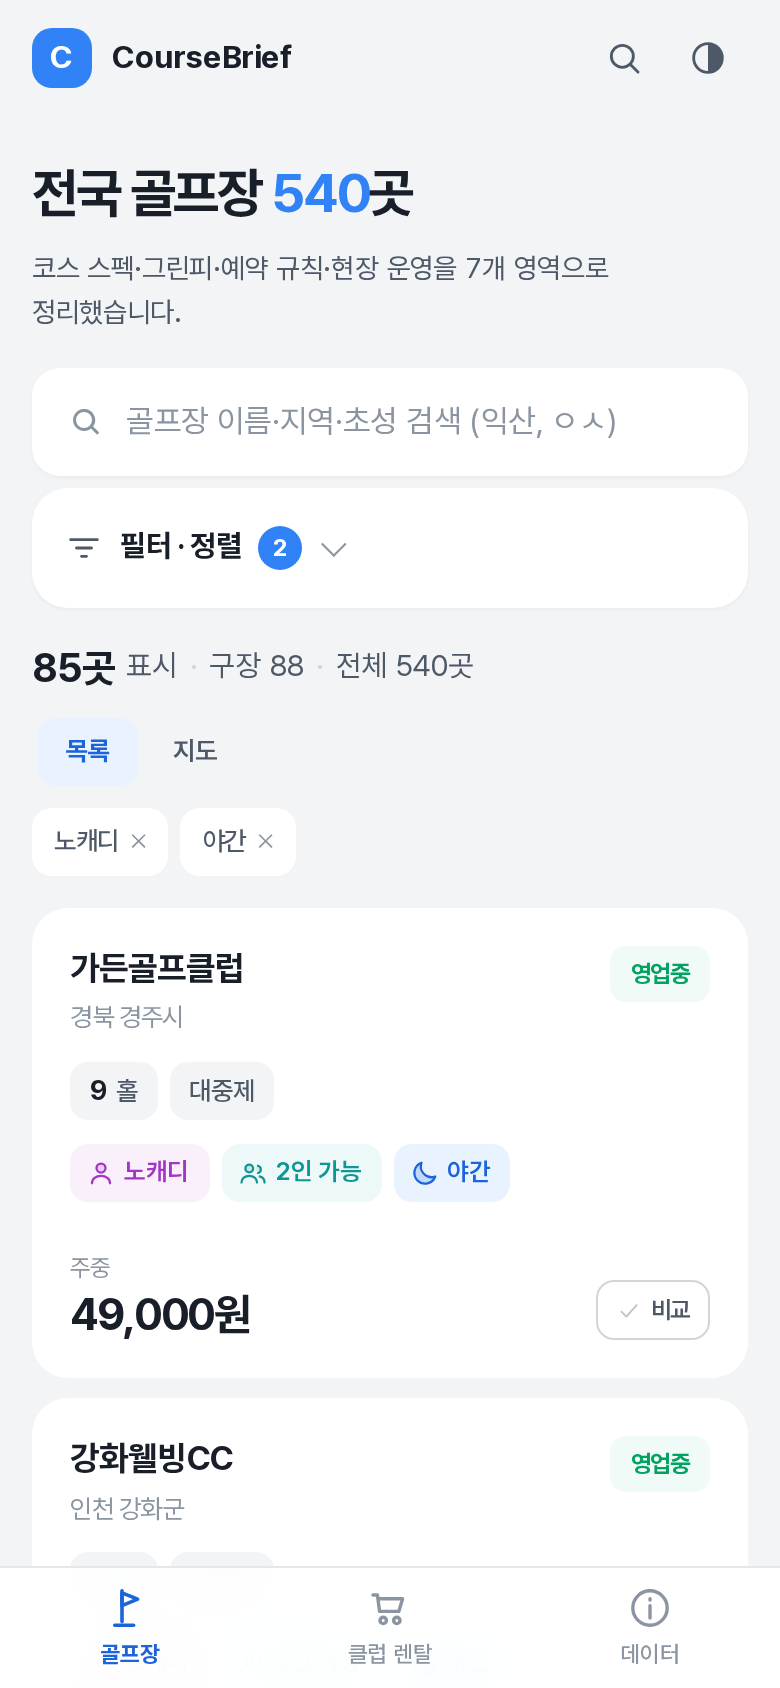 C CourseBrief
전국 골프장 540곳
코스 스펙·그린피·예약 규칙·현장 운영을 7개 영역으로
정리했습니다.
골프장 이름·지역·초성 검색 (익산, ㅇㅅ)
필터 · 정렬 2
85곳 표시 · 구장 88 · 전체 540곳
목록 지도
노캐디 × 야간 ×
가든골프클럽 영업중
경북 경주시
9 홀 대중제
노캐디 2인 가능 야간
주중
49,000원 비교
강화웰빙CC 영업중
인천 강화군
골프장 클럽 렌탈 데이터